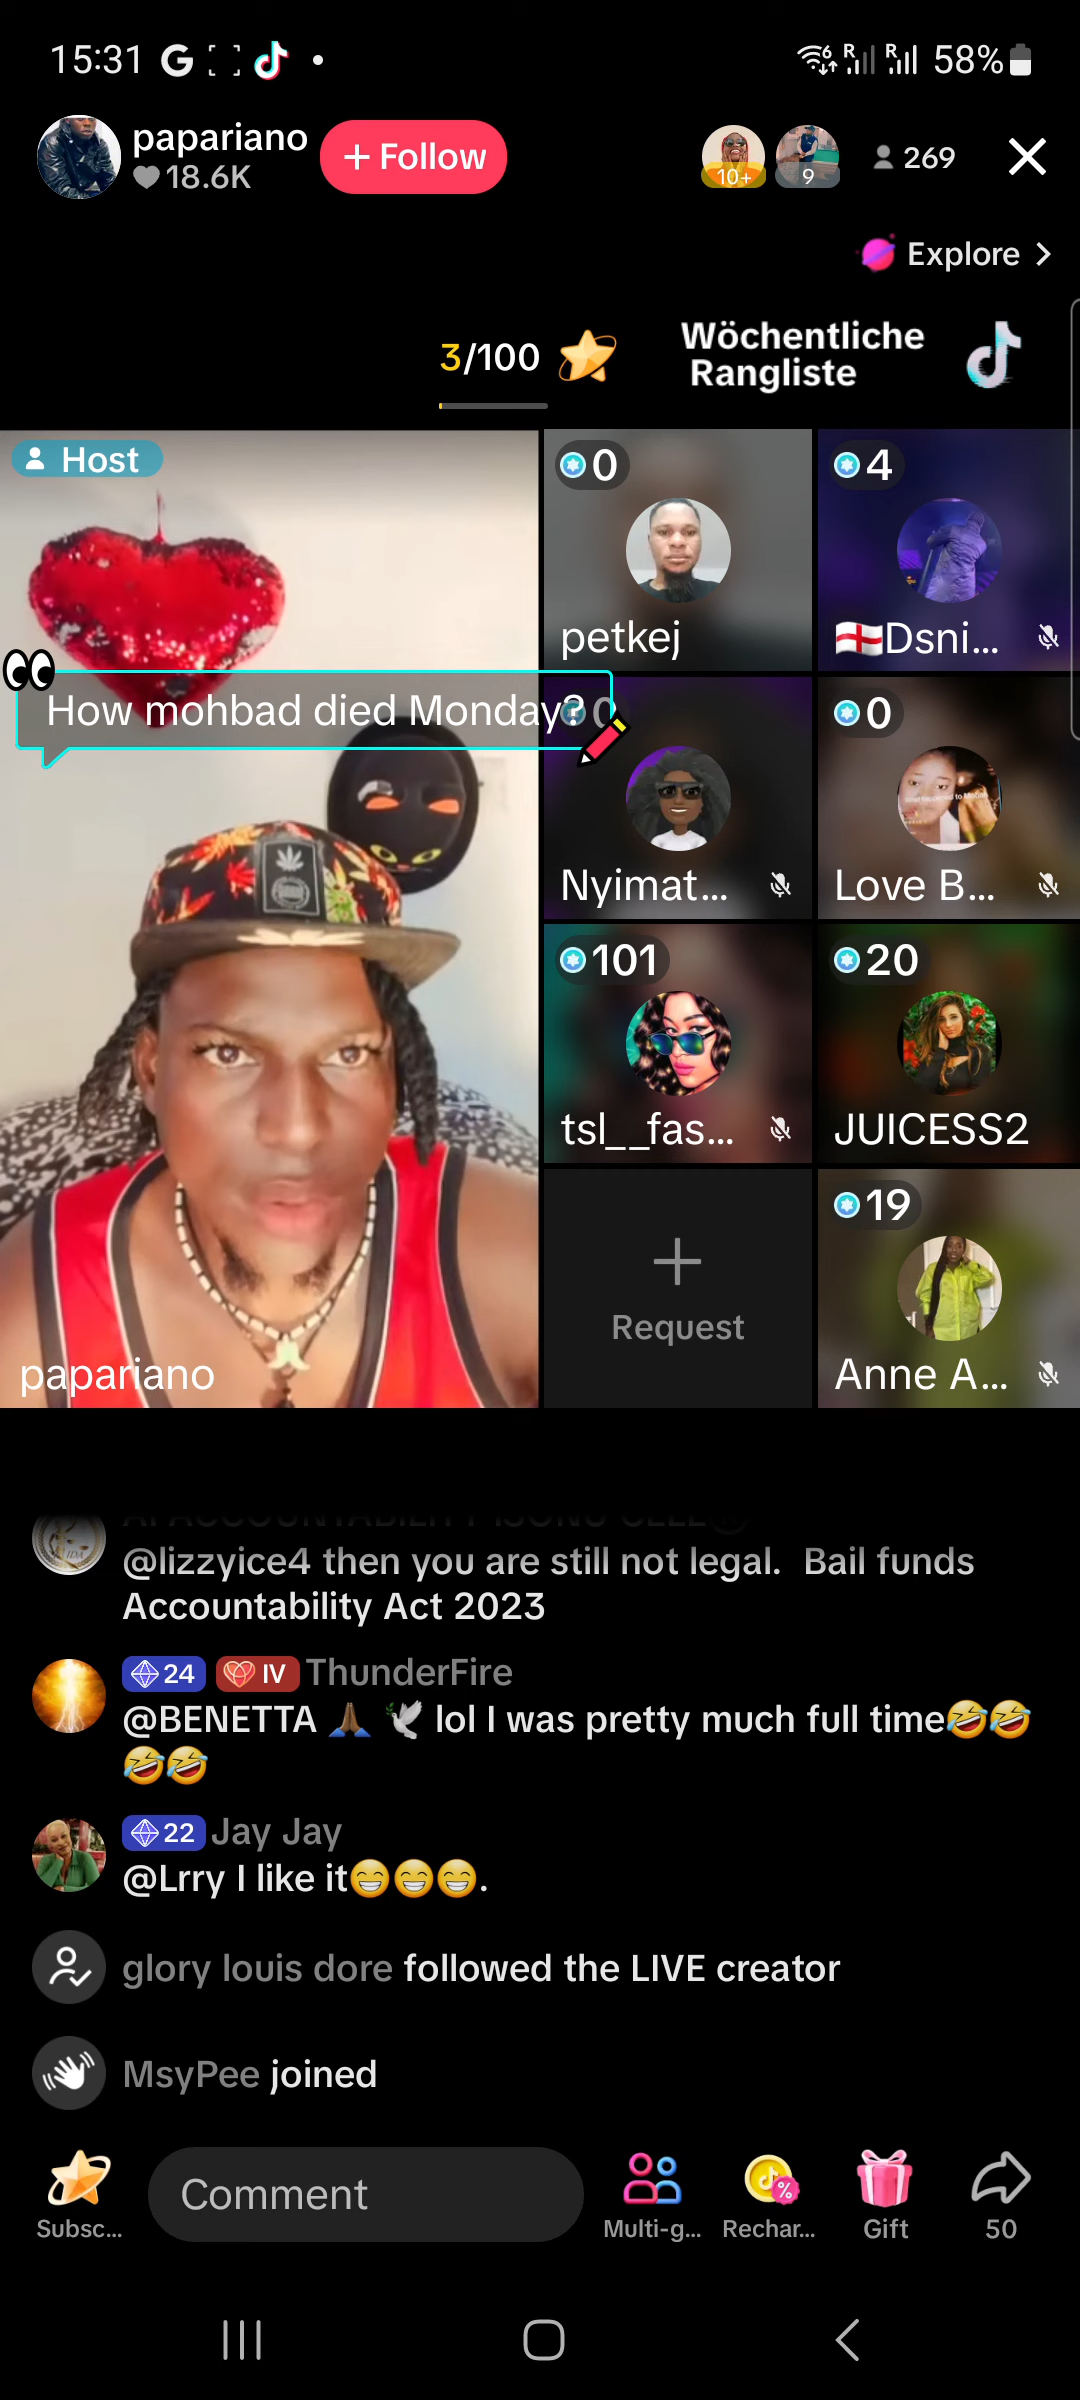 15:31
58%
papariano
18.6K
+ Follow
10+
9
269
Explore
3/100
Wöchentliche
Rangliste
Host
0
petkej
4
Dsni...
How mohbad died Monday?
0
Nyimat...
0
Love B...
101
tsl__fas...
20
JUICESS2
Request
19
Anne A...
papariano
@lizzyice4 then you are still not legal. Bail funds
Accountability Act 2023
24 IV ThunderFire
@BENETTA 🙏🏾 🕊️ lol I was pretty much full time🤣🤣
🤣🤣
22 Jay Jay
@Lrry I like it😁😁😁.
glory louis dore followed the LIVE creator
MsyPee joined
Subsc...
Comment
Multi-g...
Rechar...
Gift
50